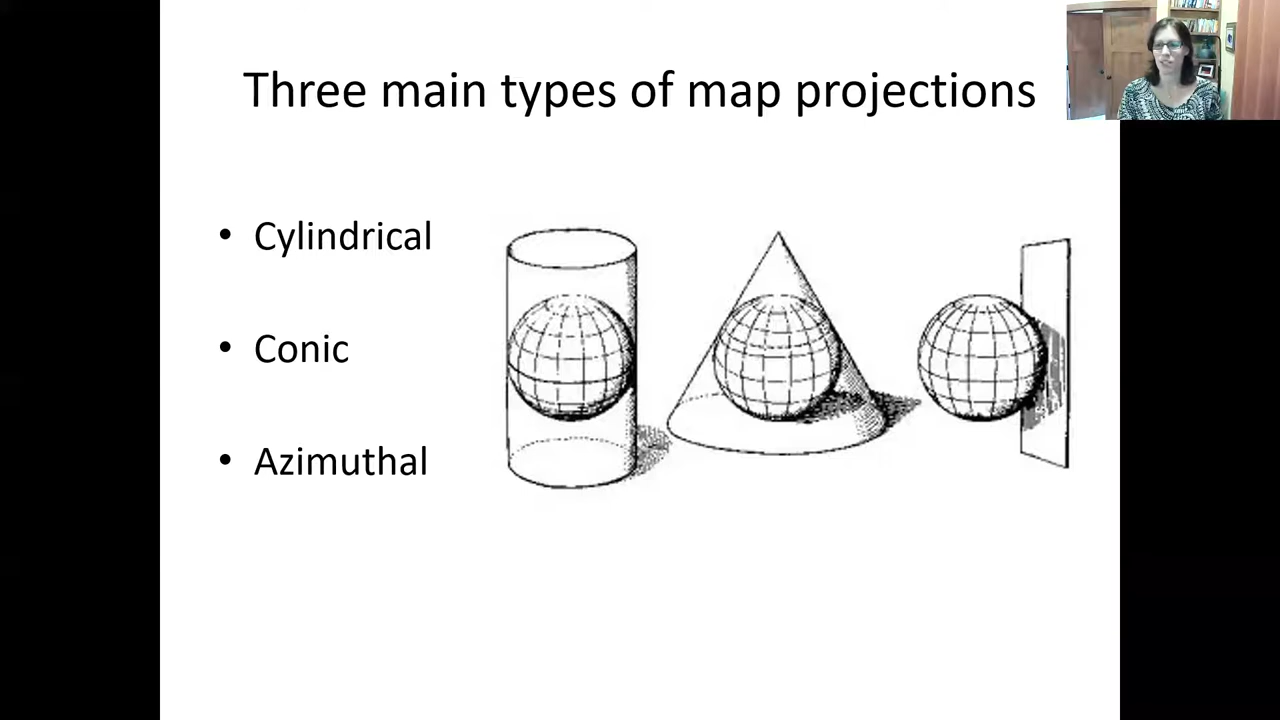 Three main types of map projections
• Cylindrical
• Conic
• Azimuthal